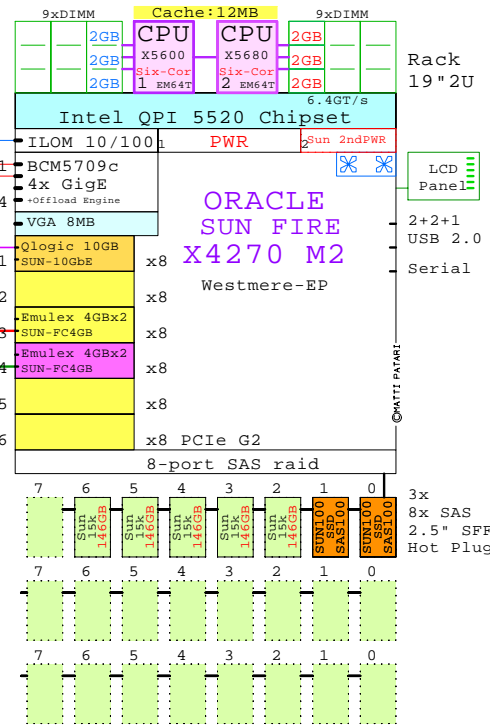 Cache:12MB
9xDIMM
9xDIMM
2GB CPU CPU 2GB
2GB X5600 X5680 2GB
Six-Cor Six-Cor
2GB 1 EM64T 2 EM64T 2GB
Rack
19"2U
6.4GT/s
Intel QPI 5520 Chipset
ILOM 10/100 1 PWR 2 Sun 2ndPWR
1 BCM5709c
4x GigE
4 +Offload Engine
LCD
Panel
VGA 8MB
ORACLE
SUN FIRE
X4270 M2
Westmere-EP
2+2+1
USB 2.0
Serial
Qlogic 10GB
1 SUN-10GbE x8
2 x8
Emulex 4GBx2
3 SUN-FC4GB x8
Emulex 4GBx2
4 SUN-FC4GB x8
5 x8
6 x8 PCIe G2
©MATTI PATARI
8-port SAS raid
7 6 5 4 3 2 1 0
Sun 15k 146GB
Sun 15k 146GB
Sun 15k 146GB
Sun 15k 146GB
Sun 15k 146GB
SUN100 SSD SAS100
SUN100 SSD SAS100
3x
8x SAS
2.5" SFF
Hot Plug
7 6 5 4 3 2 1 0
7 6 5 4 3 2 1 0